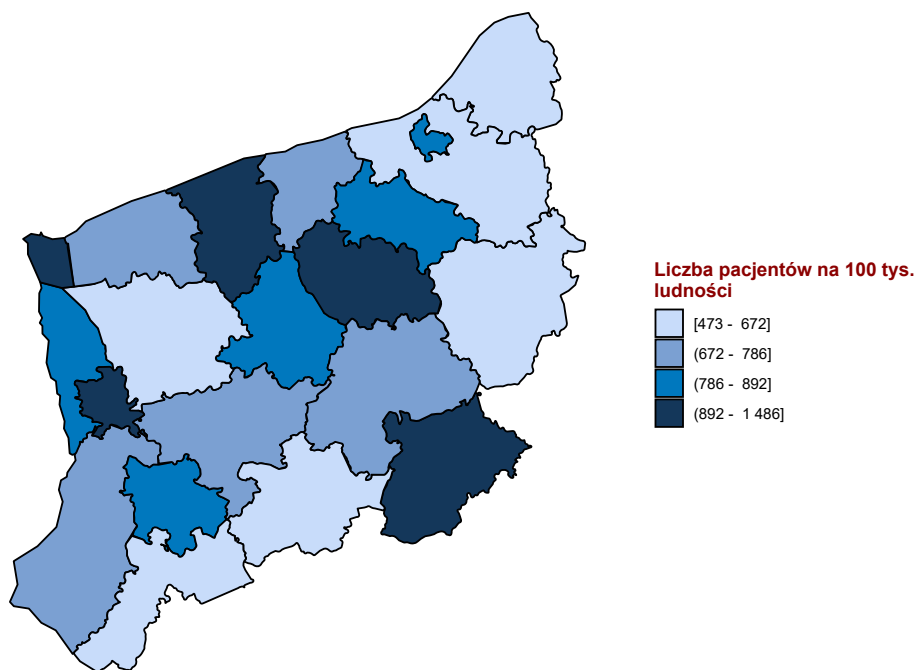 Liczba pacjentów na 100 tys.
ludności
[473 - 672]
(672 - 786]
(786 - 892]
(892 - 1 486]